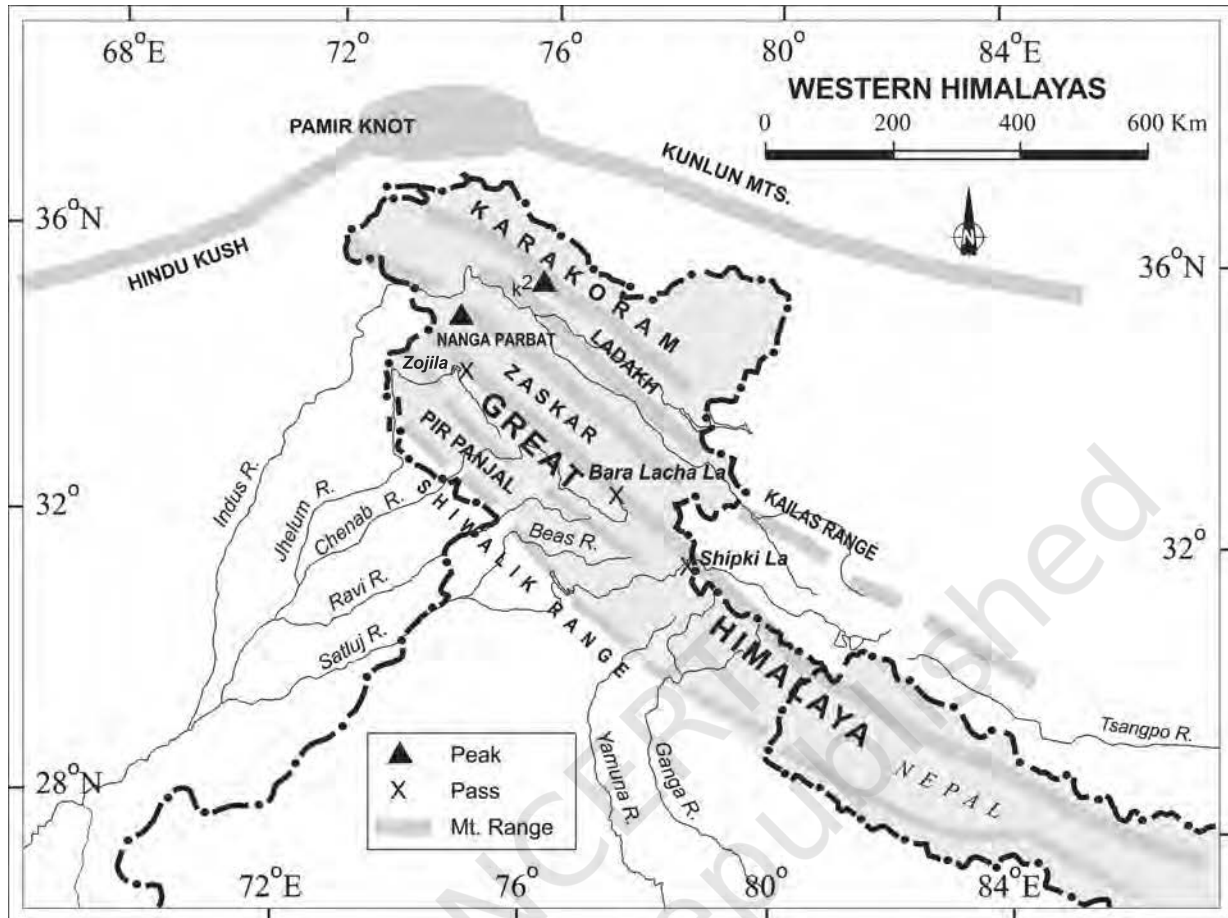 68°E 72° 76° 80° 84°E
WESTERN HIMALAYAS
0 200 400 600 Km
PAMIR KNOT
KUNLUN MTS.
N
36°N
HINDU KUSH
KARAKORAM
36°N
K2
NANGA PARBAT
LADAKH
Zojila
ZASKAR
GREAT
PIR PANJAL
Bara Lacha La
Indus R.
Jhelum R.
Chenab R.
32°
SHIWALIK RANGE
Beas R.
KAILAS RANGE
32°
Shipki La
Ravi R.
Satluj R.
HIMALAYA
Tsangpo R.
Yamuna R.
Ganga R.
NEPAL
28°N
Peak
X Pass
Mt. Range
72°E 76° 80° 84°E
NCERT
republished